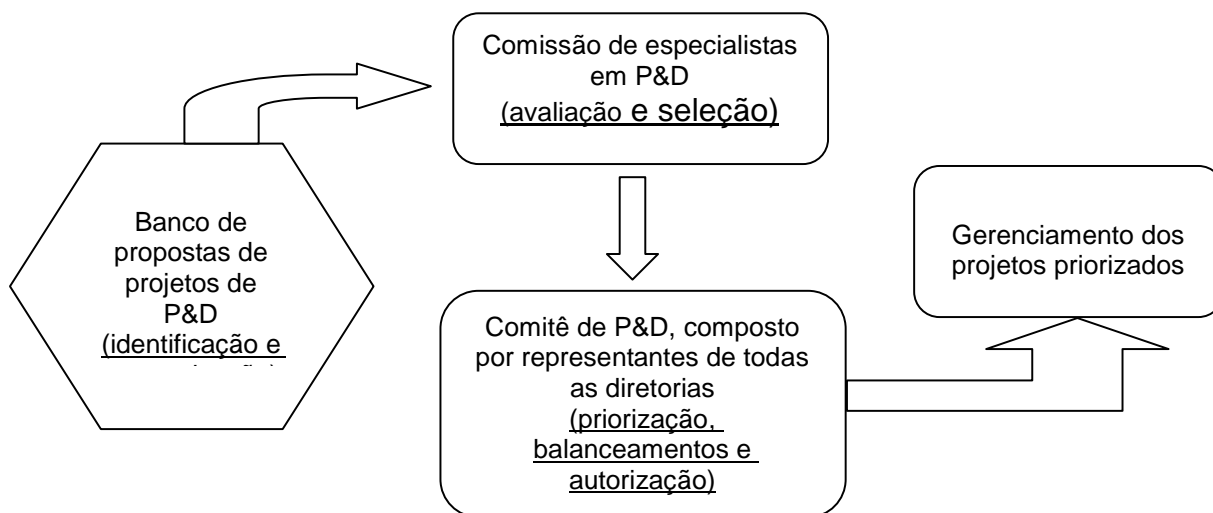 Banco de
propostas de
projetos de
P&D
(identificação e
Comissão de especialistas
em P&D
(avaliação e seleção)
Comitê de P&D, composto
por representantes de todas
as diretorias
(priorização,
balanceamentos e
autorização)
Gerenciamento dos
projetos priorizados